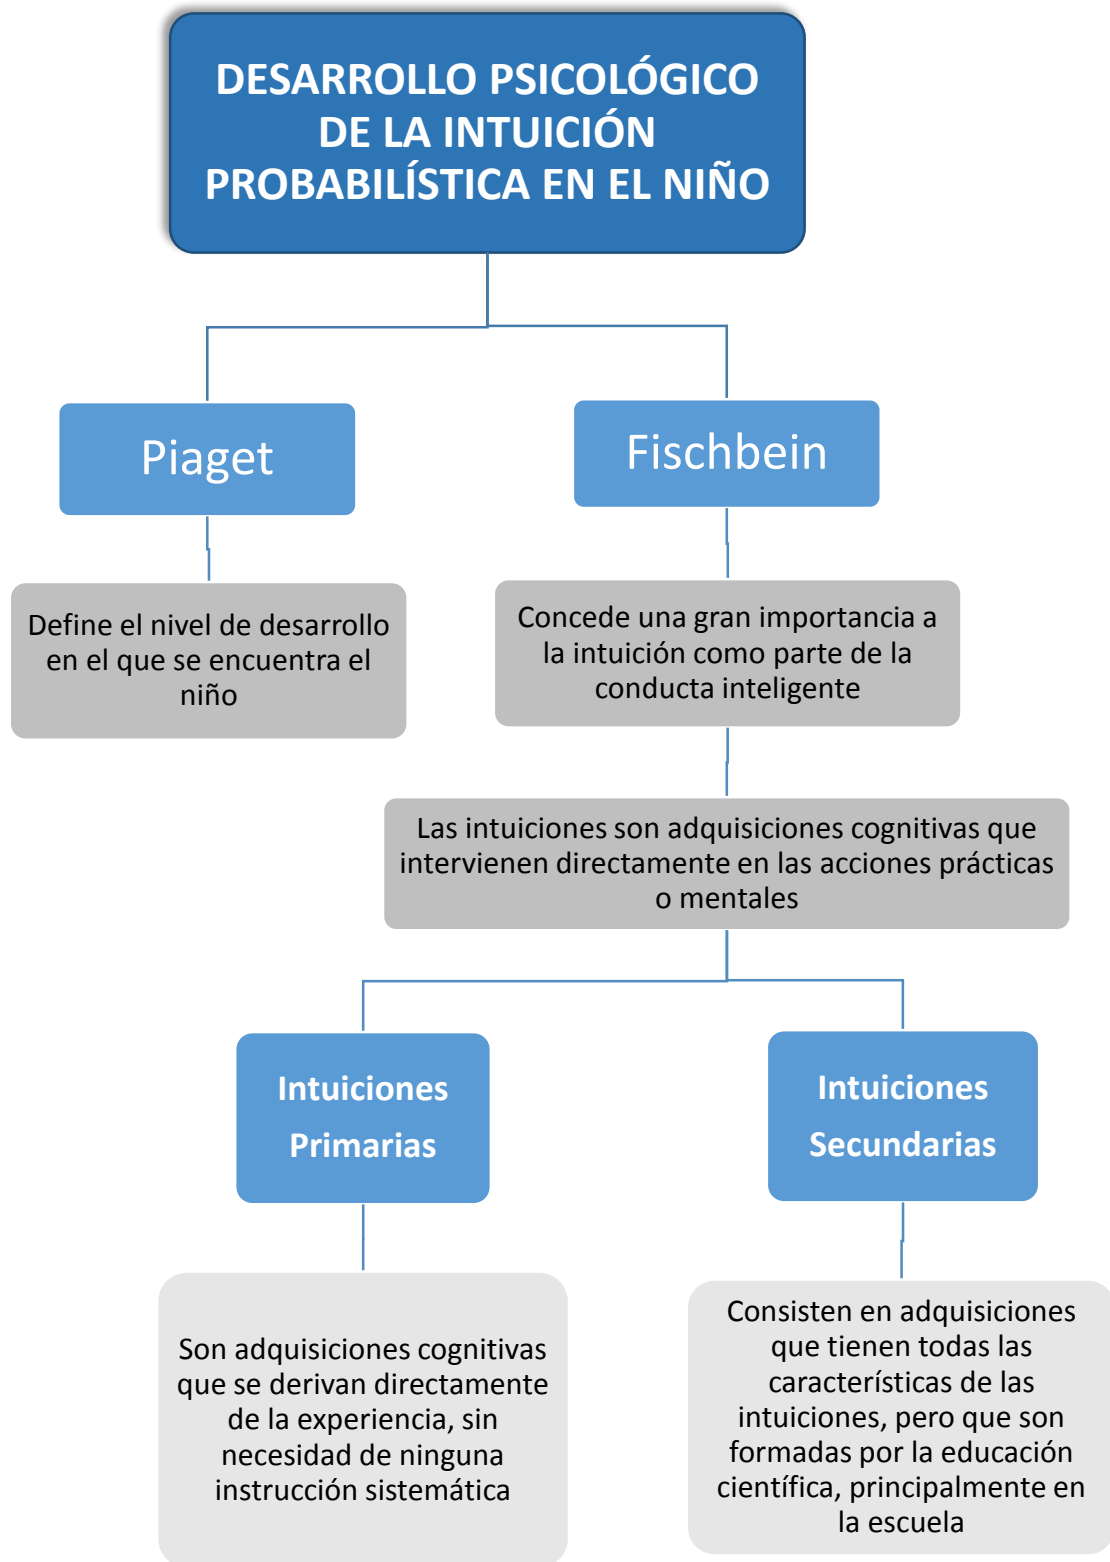 DESARROLLO PSICOLÓGICO
DE LA INTUICIÓN
PROBABILÍSTICA EN EL NIÑO
Piaget
Fischbein
Define el nivel de desarrollo
en el que se encuentra el
niño
Concede una gran importancia a
la intuición como parte de la
conducta inteligente
Las intuiciones son adquisiciones cognitivas que
intervienen directamente en las acciones prácticas
o mentales
Intuiciones
Primarias
Intuiciones
Secundarias
Son adquisiciones cognitivas
que se derivan directamente
de la experiencia, sin
necesidad de ninguna
instrucción sistemática
Consisten en adquisiciones
que tienen todas las
características de las
intuiciones, pero que son
formadas por la educación
científica, principalmente en
la escuela